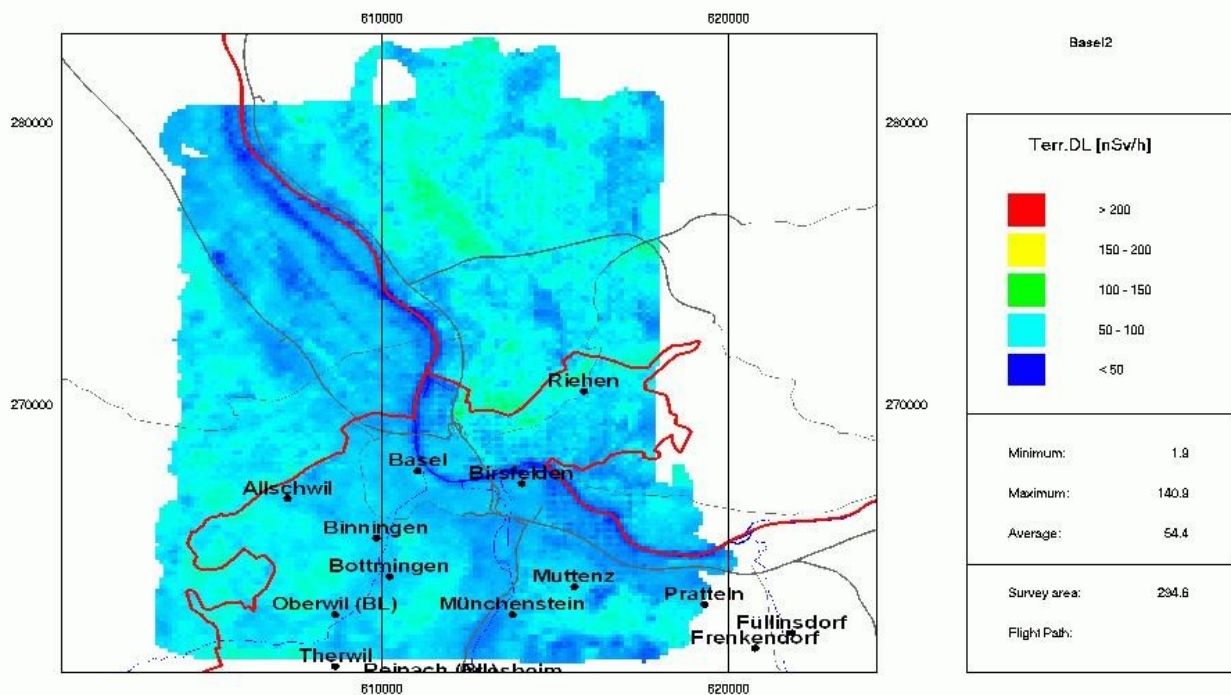 610000
620000
Basel2
280000
280000
Terr.DL [nSv/h]
> 200
150 - 200
100 - 150
50 - 100
< 50
Riehen
270000
270000
Basel
Birsfelden
Allschwil
Binningen
Bottmingen
Muttenz
Oberwil (BL)
Münchenstein
Pratteln
Füllinsdorf
Frenkendorf
Therwil
Minimum: 1.9
Maximum: 140.9
Average: 54.4
Survey area: 294.6
Flight Path:
610000
620000